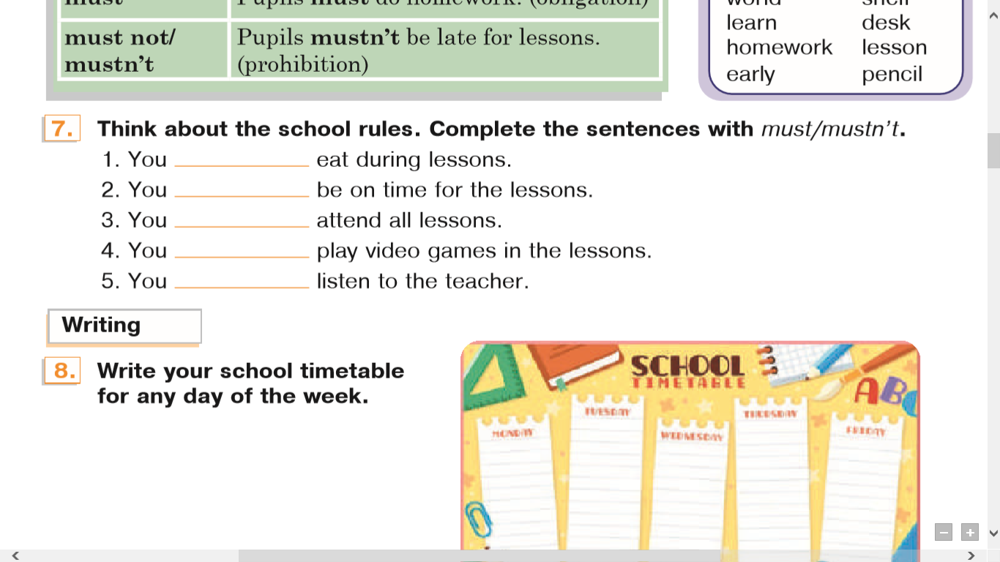 must Pupils must do homework. (obligation)
must not/
mustn't
Pupils mustn't be late for lessons.
(prohibition)
world shelf
learn desk
homework lesson
early pencil
7. Think about the school rules. Complete the sentences with must/mustn't.
1. You ____________ eat during lessons.
2. You ____________ be on time for the lessons.
3. You ____________ attend all lessons.
4. You ____________ play video games in the lessons.
5. You ____________ listen to the teacher.
Writing
8. Write your school timetable
for any day of the week.
SCHOOL
TIMETABLE
ABC
MONDAY
TUESDAY
WEDNESDAY
THURSDAY
FRIDAY